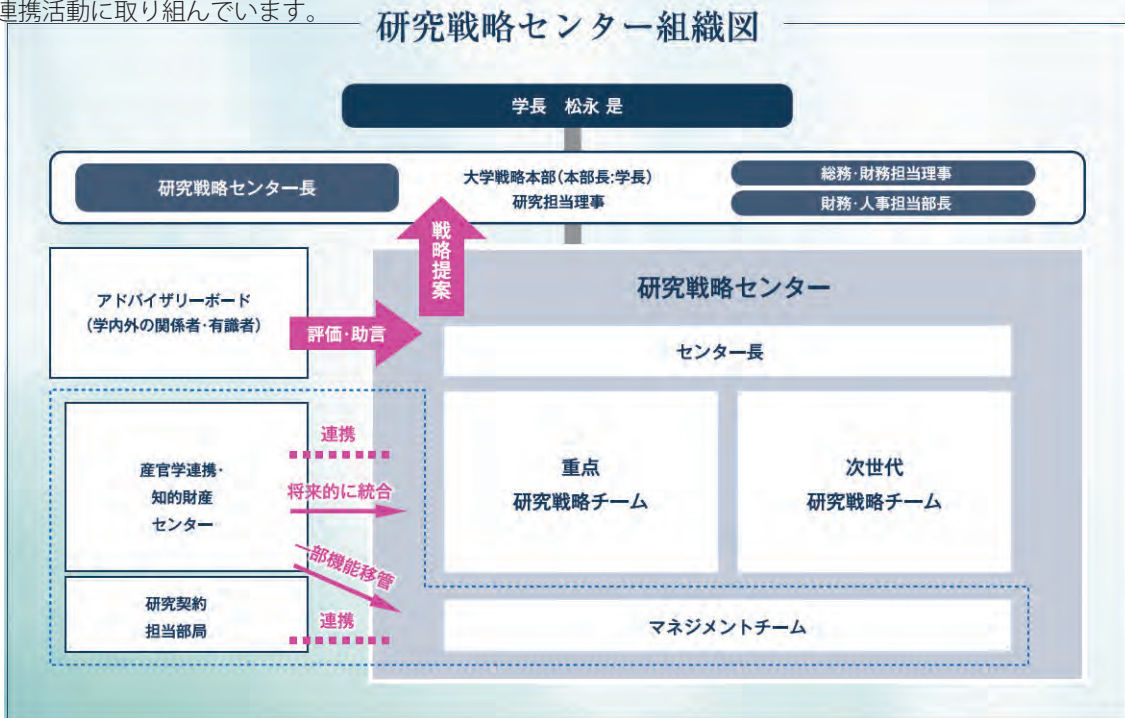 連携活動に取り組んでいます。
研究戦略センター組織図
学長　松永 是
研究戦略センター長
大学戦略本部(本部長:学長)
研究担当理事
総務・財務担当理事
財務・人事担当部長
戦略提案
アドバイザリーボード
(学内外の関係者・有識者)
評価・助言
研究戦略センター
センター長
産官学連携・
知的財産
センター
連携
将来的に統合
一部機能移管
重点
研究戦略チーム
次世代
研究戦略チーム
研究契約
担当部局
連携
マネジメントチーム